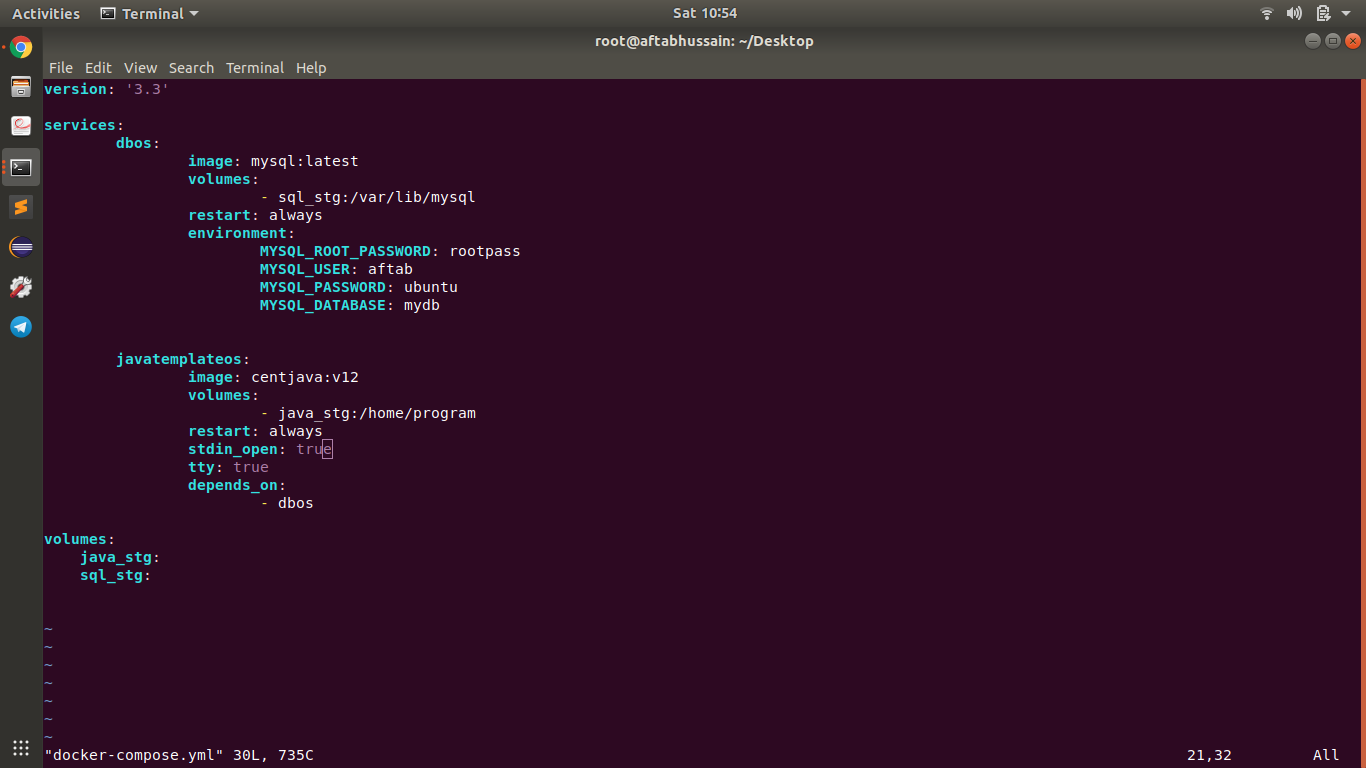 Activities Terminal Sat 10:54
root@aftabhussain: ~/Desktop
File Edit View Search Terminal Help
version: '3.3'
services:
dbos:
image: mysql:latest
volumes:
- sql_stg:/var/lib/mysql
restart: always
environment:
MYSQL_ROOT_PASSWORD: rootpass
MYSQL_USER: aftab
MYSQL_PASSWORD: ubuntu
MYSQL_DATABASE: mydb
javatemplateos:
image: centjava:v12
volumes:
- java_stg:/home/program
restart: always
stdin_open: true
tty: true
depends_on:
- dbos
volumes:
java_stg:
sql_stg:
~
~
~
~
~
~
~
"docker-compose.yml" 30L, 735C 21,32 All